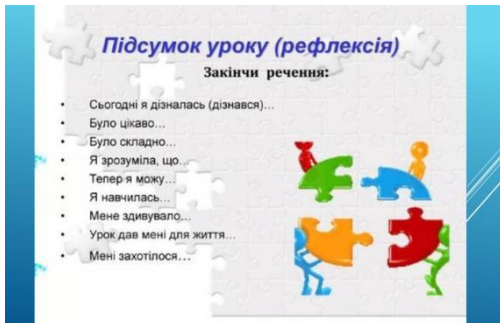 Підсумок уроку (рефлексія)
Закінчи речення:
• Сьогодні я дізналась (дізнався)…
• Було цікаво…
• Було складно…
• Я зрозуміла, що…
• Тепер я можу…
• Я навчилась…
• Мене здивувало…
• Урок дав мені для життя…
• Мені захотілося…